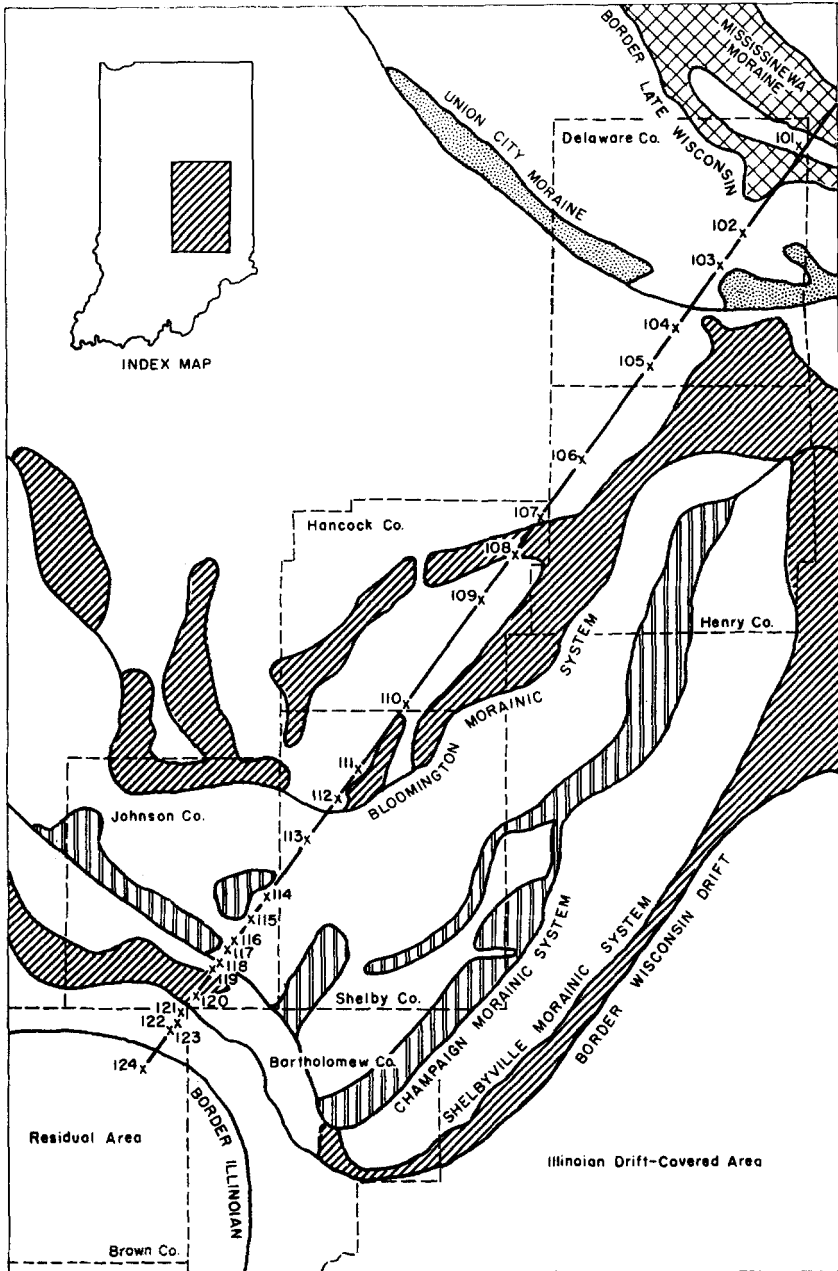 MISSISSINEWA
MORAINE
BORDER LATE WISCONSIN
UNION CITY MORAINE
Delaware Co.
101
102
103
104
105
INDEX MAP
106
107
Hancock Co.
108
109
Henry Co.
110
BLOOMINGTON MORAINIC SYSTEM
111
112
Johnson Co.
113
114
115
116
117
118
119
120
Shelby Co.
121
122
123
124
Bartholomew Co.
CHAMPAIGN MORAINIC SYSTEM
SHELBYVILLE MORAINIC SYSTEM
BORDER WISCONSIN DRIFT
BORDER ILLINOIAN
Residual Area
Illinoian Drift-Covered Area
Brown Co.